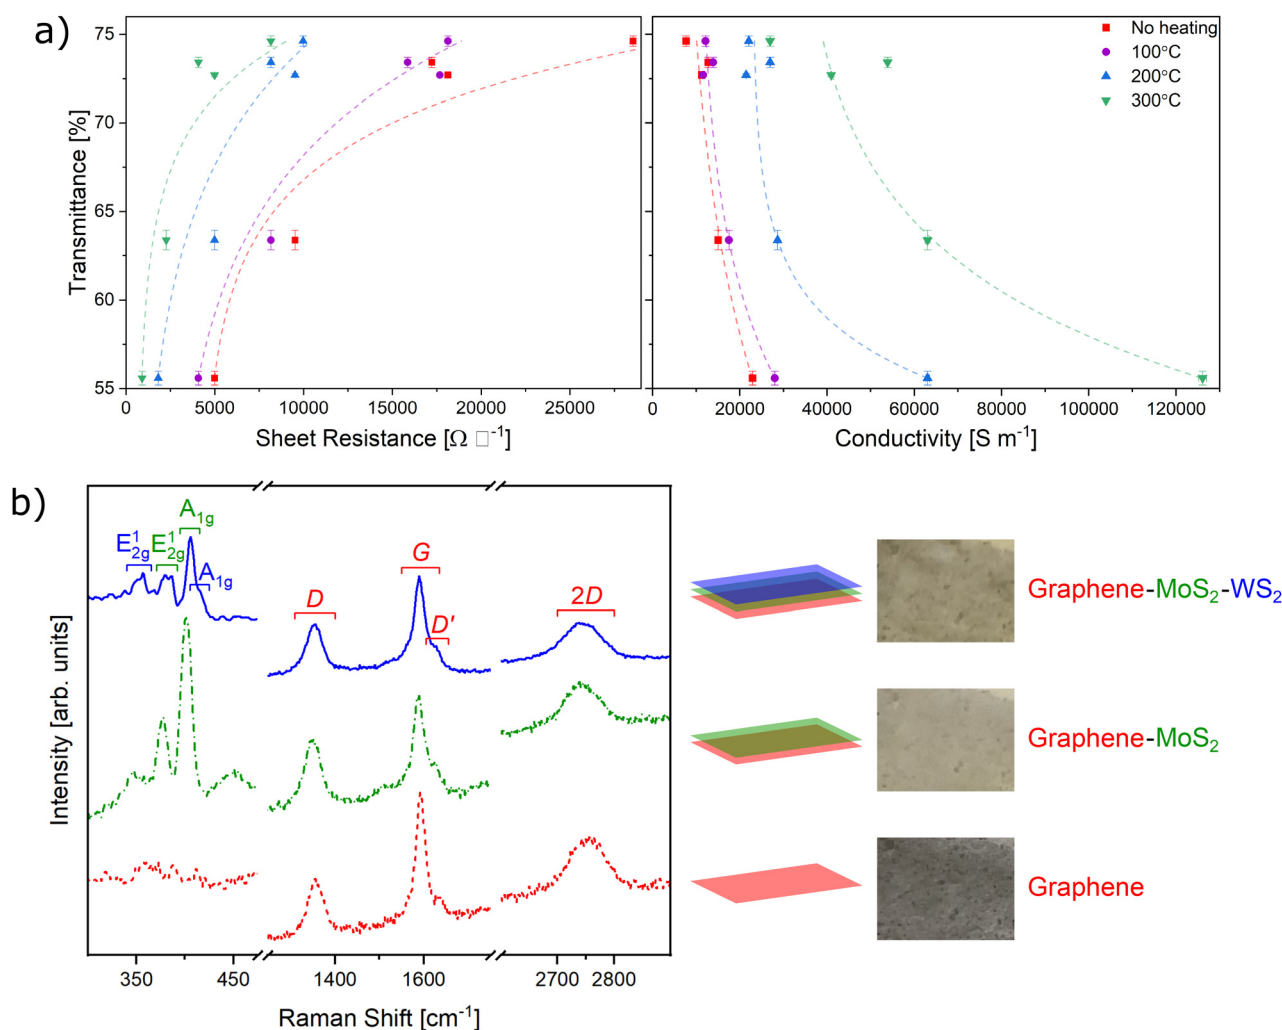 a)
75
70
65
60
55
Transmittance [%]
0 5000 10000 15000 20000 25000
Sheet Resistance [Ω □⁻¹]
No heating
100°C
200°C
300°C
0 20000 40000 60000 80000 100000 120000
Conductivity [S m⁻¹]
b)
A₁g
E¹₂g E¹₂g
A₁g
D
G
D'
2D
Intensity [arb. units]
350 450 1400 1600 2700 2800
Raman Shift [cm⁻¹]
Graphene-MoS₂-WS₂
Graphene-MoS₂
Graphene